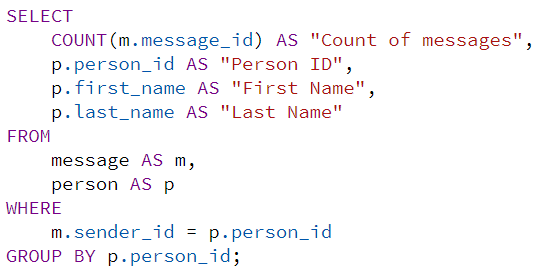 SELECT
    COUNT(m.message_id) AS "Count of messages",
    p.person_id AS "Person ID",
    p.first_name AS "First Name",
    p.last_name AS "Last Name"
FROM
    message AS m,
    person AS p
WHERE
    m.sender_id = p.person_id
GROUP BY p.person_id;